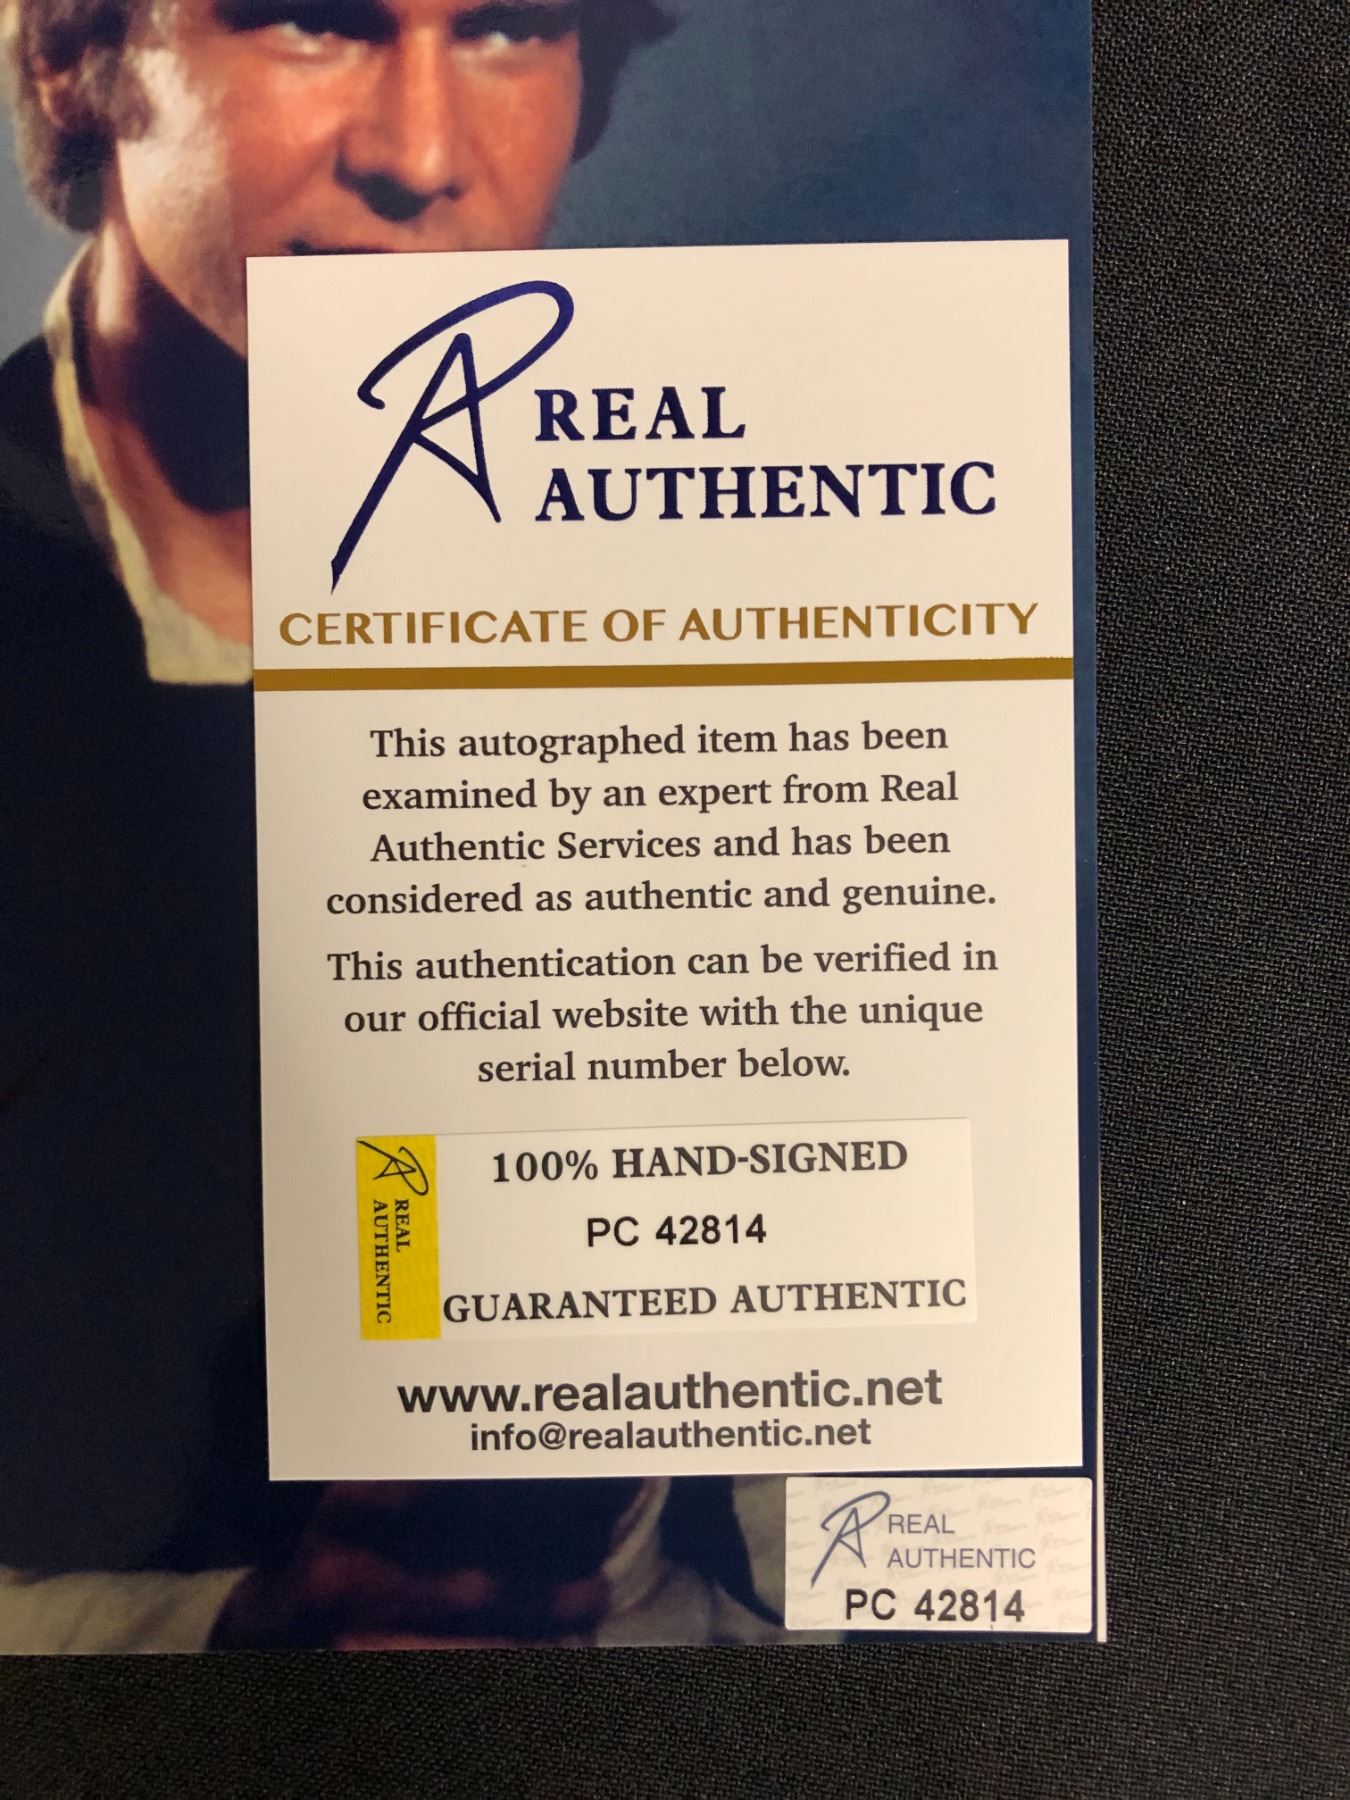 REAL
AUTHENTIC
CERTIFICATE OF AUTHENTICITY
This autographed item has been
examined by an expert from Real
Authentic Services and has been
considered as authentic and genuine.
This authentication can be verified in
our official website with the unique
serial number below.
REAL
AUTHENTIC
100% HAND-SIGNED
PC 42814
GUARANTEED AUTHENTIC
www.realauthentic.net
info@realauthentic.net
REAL
AUTHENTIC
PC 42814